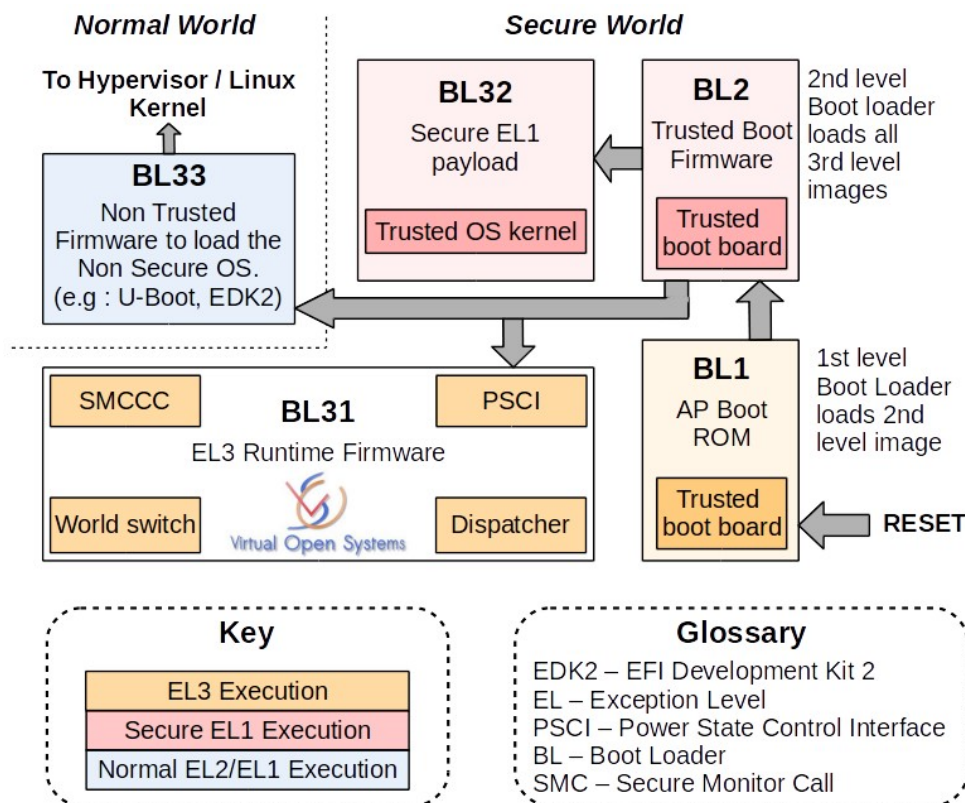 Normal World
Secure World
To Hypervisor / Linux
Kernel
BL33
Non Trusted
Firmware to load the
Non Secure OS.
(e.g : U-Boot, EDK2)
BL32
Secure EL1
payload
Trusted OS kernel
BL2
Trusted Boot
Firmware
Trusted
boot board
2nd level
Boot loader
loads all
3rd level
images
SMCCC
BL31
PSCI
EL3 Runtime Firmware
World switch
Virtual Open Systems
Dispatcher
BL1
AP Boot
ROM
Trusted
boot board
1st level
Boot Loader
loads 2nd
level image
RESET
Key
EL3 Execution
Secure EL1 Execution
Normal EL2/EL1 Execution
Glossary
EDK2 – EFI Development Kit 2
EL – Exception Level
PSCI – Power State Control Interface
BL – Boot Loader
SMC – Secure Monitor Call